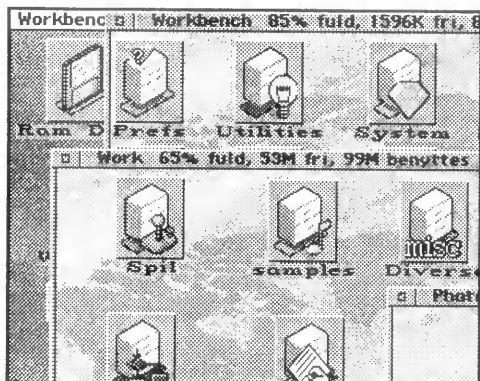 Workbenc
Workbench 85% fuld, 1596K fri, 8
Ram D
Prefs
Utilities
System
Work 65% fuld, 53M fri, 99M benyttes
Spil
samples
misc
Diverse
Phot